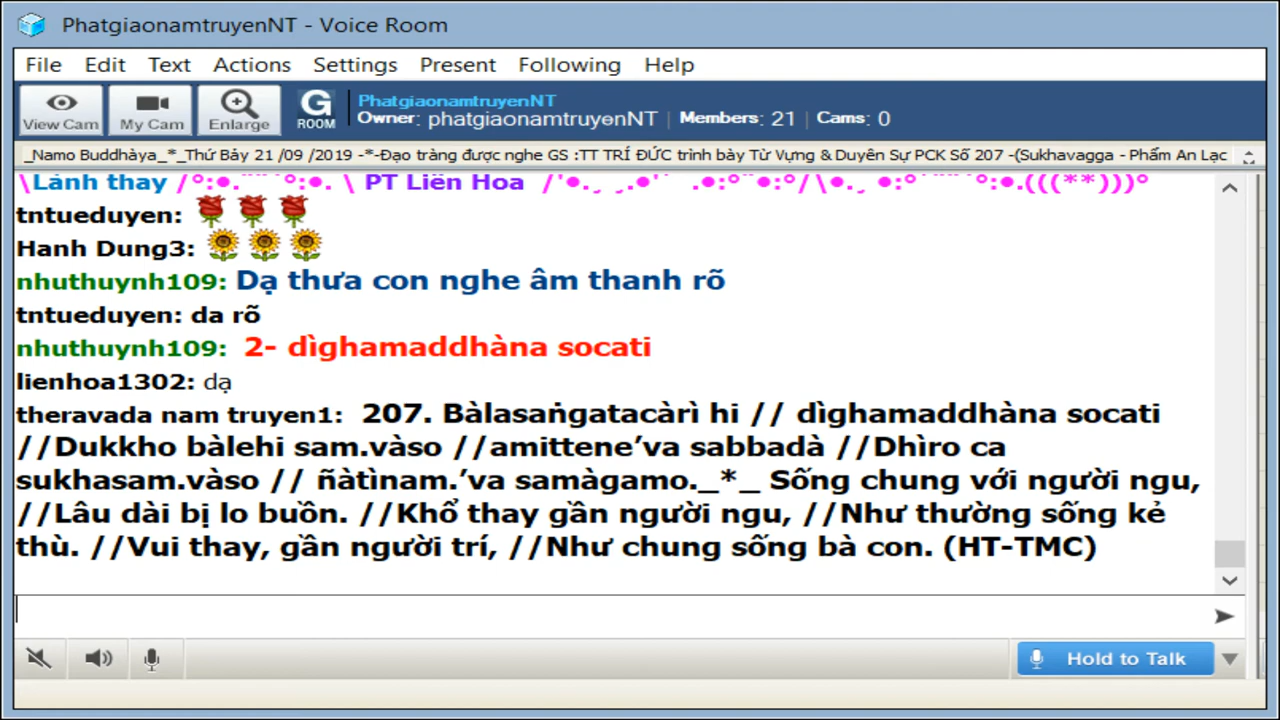 PhatgiaonamtruyenNT - Voice Room
File Edit Text Actions Settings Present Following Help
View Cam My Cam Enlarge G ROOM
PhatgiaonamtruyenNT
Owner: phatgiaonamtruyenNT | Members: 21 | Cams: 0
_Namo Buddhàya_*_Thứ Bảy 21 /09 /2019 -*-Đạo tràng được nghe GS :TT TRÍ ĐỨC trình bày Từ Vựng & Duyên Sự PCK Số 207 -(Sukhavagga - Phẩm An Lạc
\Lành thay PT Liên Hoa
tntueduyen:
Hanh Dung3:
nhuthuynh109: Dạ thưa con nghe âm thanh rõ
tntueduyen: da rõ
nhuthuynh109: 2- dìghamaddhàna socati
lienhoa1302: dạ
theravada nam truyen1: 207. Bàlasaṅgatacàrì hi // dìghamaddhàna socati
//Dukkho bàlehi sam.vàso //amittene’va sabbadà //Dhìro ca
sukhasam.vàso // ñàtìnam.’va samàgamo._*_ Sống chung với người ngu,
//Lâu dài bị lo buồn. //Khổ thay gần người ngu, //Như thường sống kẻ
thù. //Vui thay, gần người trí, //Như chung sống bà con. (HT-TMC)
Hold to Talk